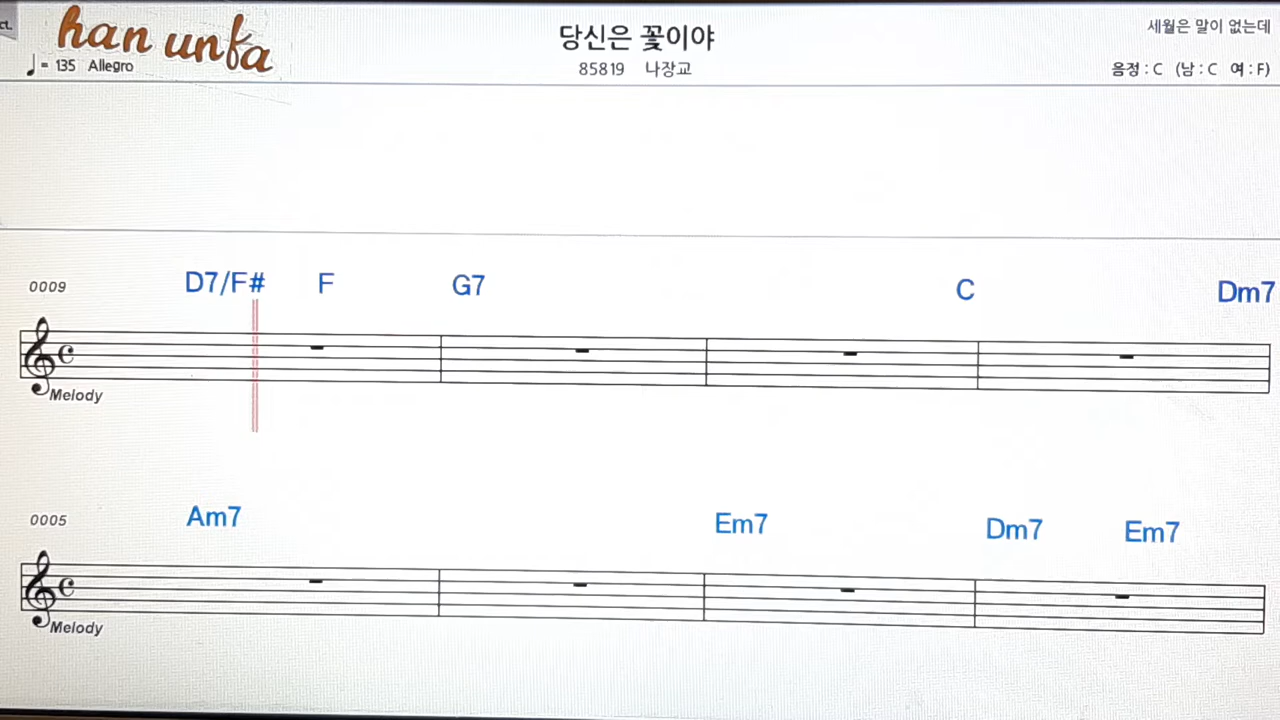 han unfa
당신은 꽃이야
세월은 말이 없는데
= 135 Allegro
85819 나장교
음정 : C (남 : C 여 : F)
0009 D7/F# F G7 C Dm7
Melody
0005 Am7 Em7 Dm7 Em7
Melody